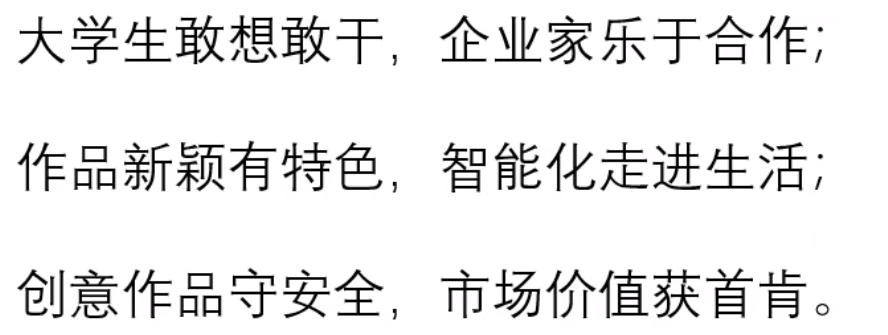 大学生敢想敢干，企业家乐于合作；
作品新颖有特色，智能化走进生活；
创意作品守安全，市场价值获首肯。